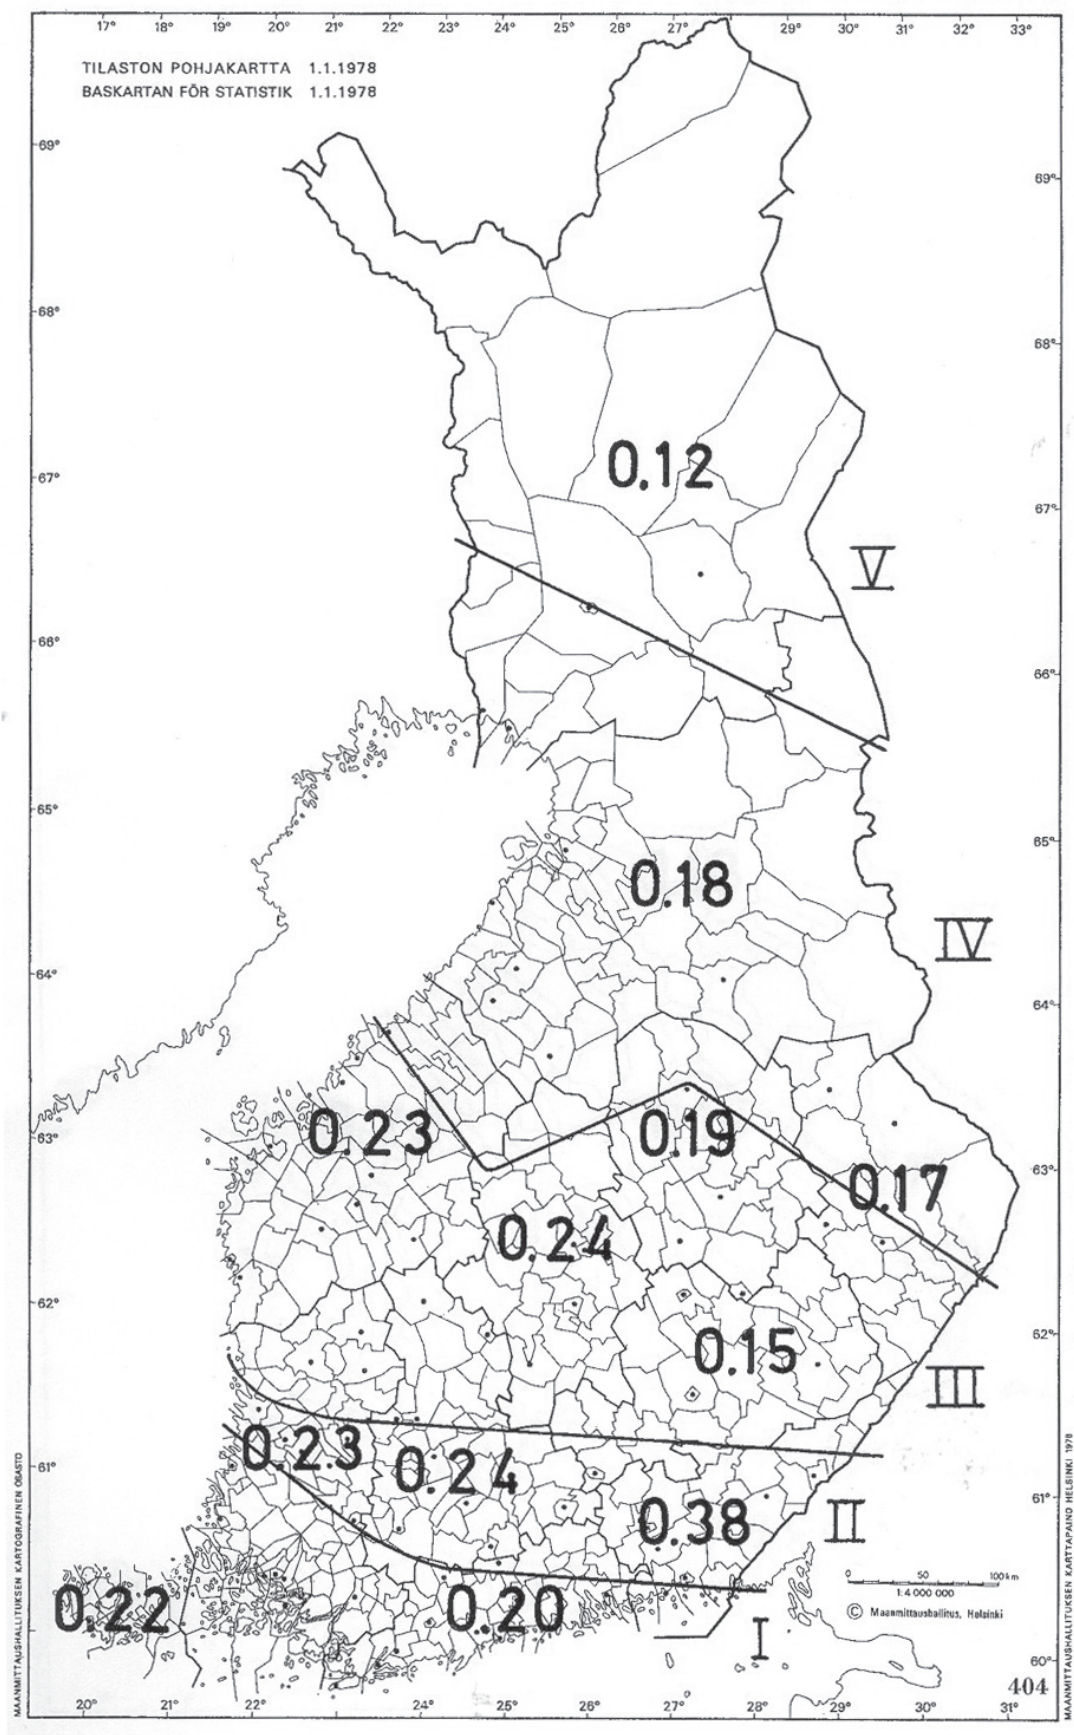 17° 18° 19° 20° 21° 22° 23° 24° 25° 26° 27° 28° 29° 30° 31° 32° 33°
TILASTON POHJAKARTTA 1.1.1978
BASKARTAN FÖR STATISTIK 1.1.1978
69°
69°
68°
68°
0.12
67°
67°
V
66°
66°
65°
65°
0.18
IV
64°
64°
0.23
0.19
63°
63°
0.17
0.24
62°
62°
0.15
III
0.23
0.24
61°
61°
0.38
II
0 50 100 km
1:4 000 000
© Maanmittaushallitus, Helsinki
0.22
0.20
I
60°
404
20° 21° 22° 23° 24° 25° 26° 27° 28° 29° 30° 31°
MAANMITTAUSHALLITUKSEN KARTOGRAFINEN OSASTO
MAANMITTAUSHALLITUKSEN KARTTAPAINO HELSINKI 1978